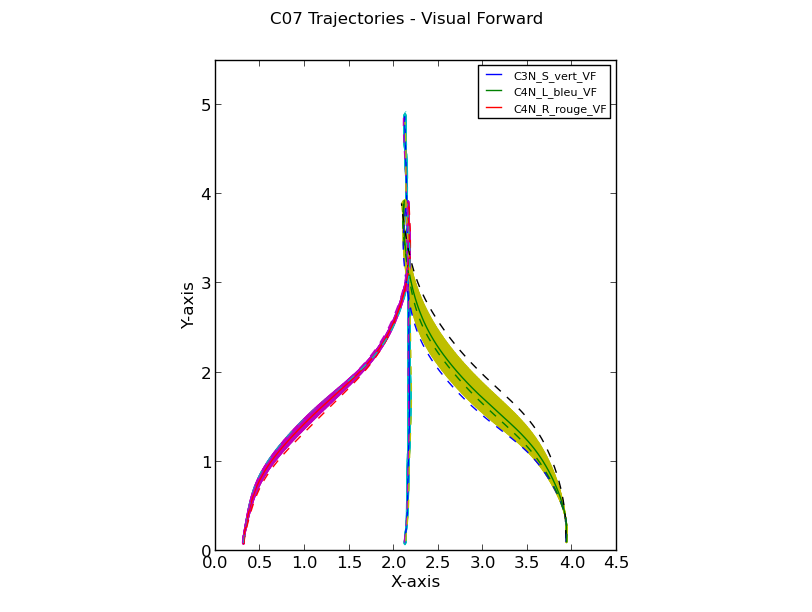 C07 Trajectories - Visual Forward
C3N_S_vert_VF
C4N_L_bleu_VF
C4N_R_rouge_VF
5
4
3
2
1
0
Y-axis
0.0 0.5 1.0 1.5 2.0 2.5 3.0 3.5 4.0 4.5
X-axis